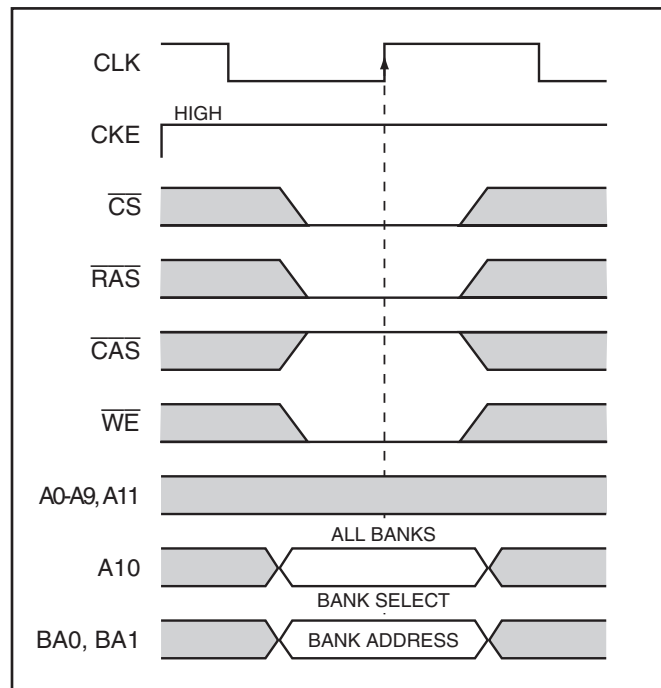 CLK
HIGH
CKE
CS
RAS
CAS
WE
A0-A9, A11
ALL BANKS
A10
BANK SELECT
BA0, BA1
BANK ADDRESS